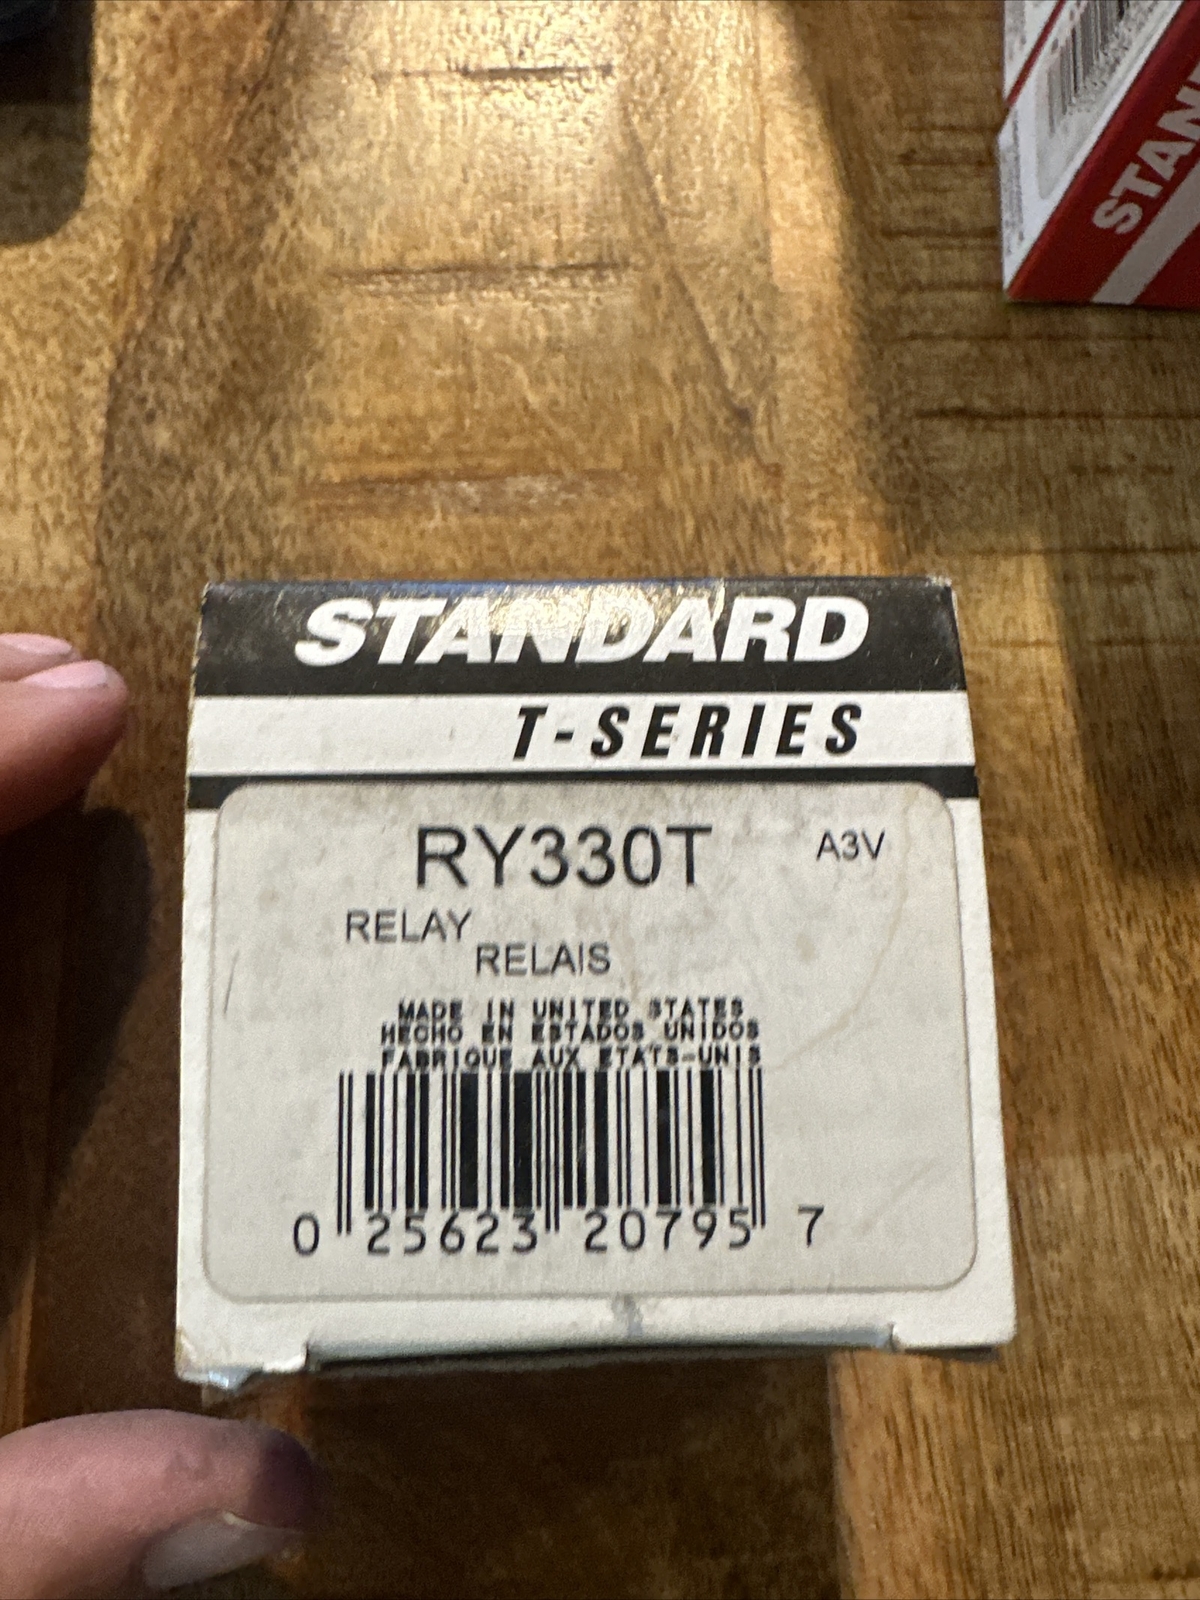 STAN
STANDARD
T-SERIES
RY330T A3V
RELAY
RELAIS
MADE IN UNITED STATES
HECHO EN ESTADOS UNIDOS
FABRIQUE AUX ETATS-UNIS
0 25623 20795 7